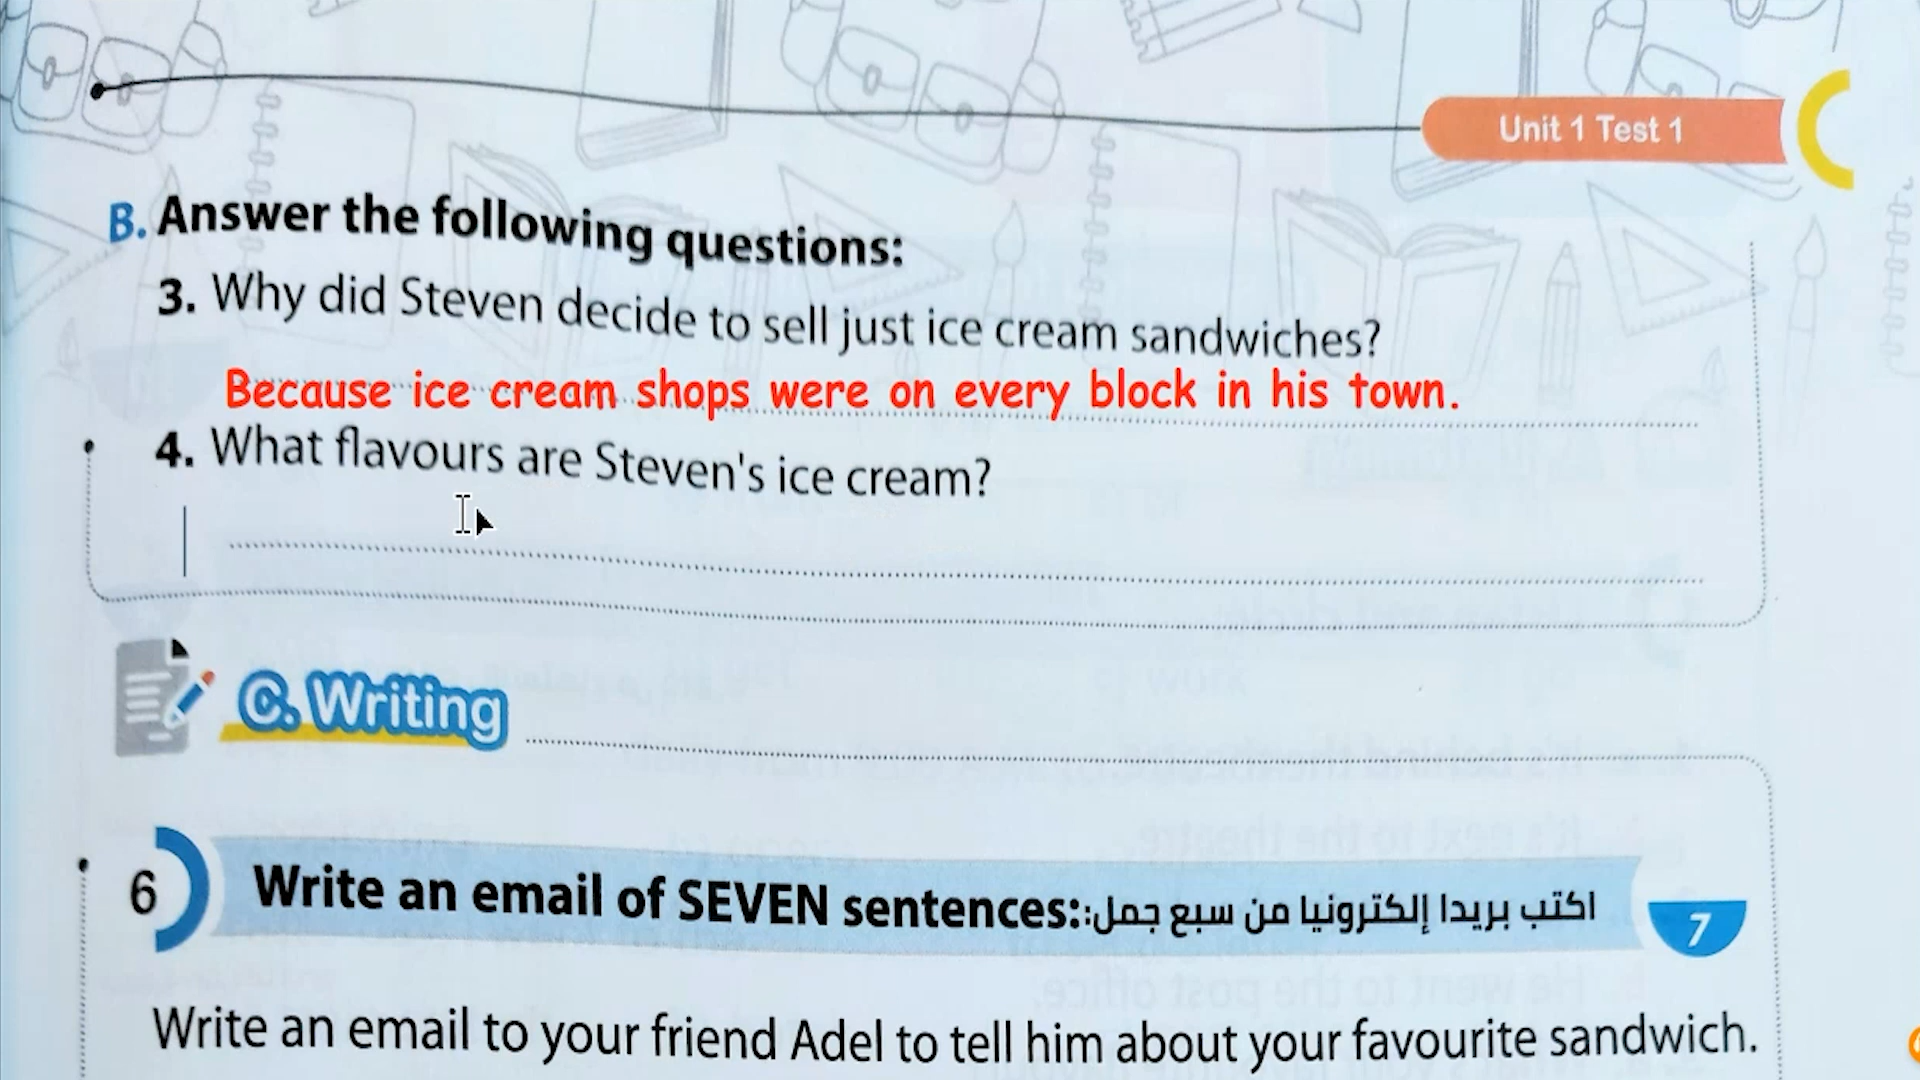 Unit 1 Test 1
B. Answer the following questions:
3. Why did Steven decide to sell just ice cream sandwiches?
Because ice cream shops were on every block in his town.
4. What flavours are Steven's ice cream?
C. Writing
6 Write an email of SEVEN sentences: اكتب بريدا إلكترونيا من سبع جمل: 7
Write an email to your friend Adel to tell him about your favourite sandwich.